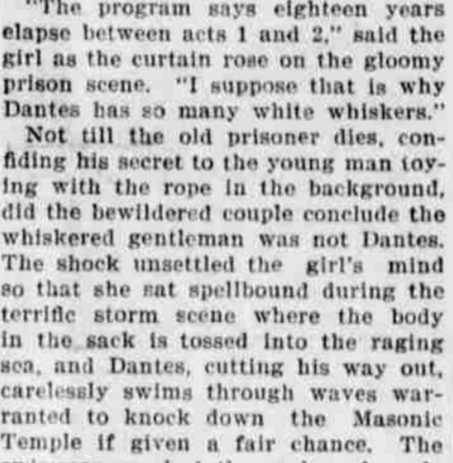 "The program says eighteen years
elapse between acts 1 and 2," said the
girl as the curtain rose on the gloomy
prison scene. "I suppose that is why
Dantes has so many white whiskers."
Not till the old prisoner dies, con-
fiding his secret to the young man toy-
ing with the rope in the background,
did the bewildered couple conclude the
whiskered gentleman was not Dantes.
The shock unsettled the girl's mind
so that she sat spellbound during the
terrific storm scene where the body
in the sack is tossed into the raging
sea, and Dantes, cutting his way out,
carelessly swims through waves war-
ranted to knock down the Masonic
Temple if given a fair chance. The